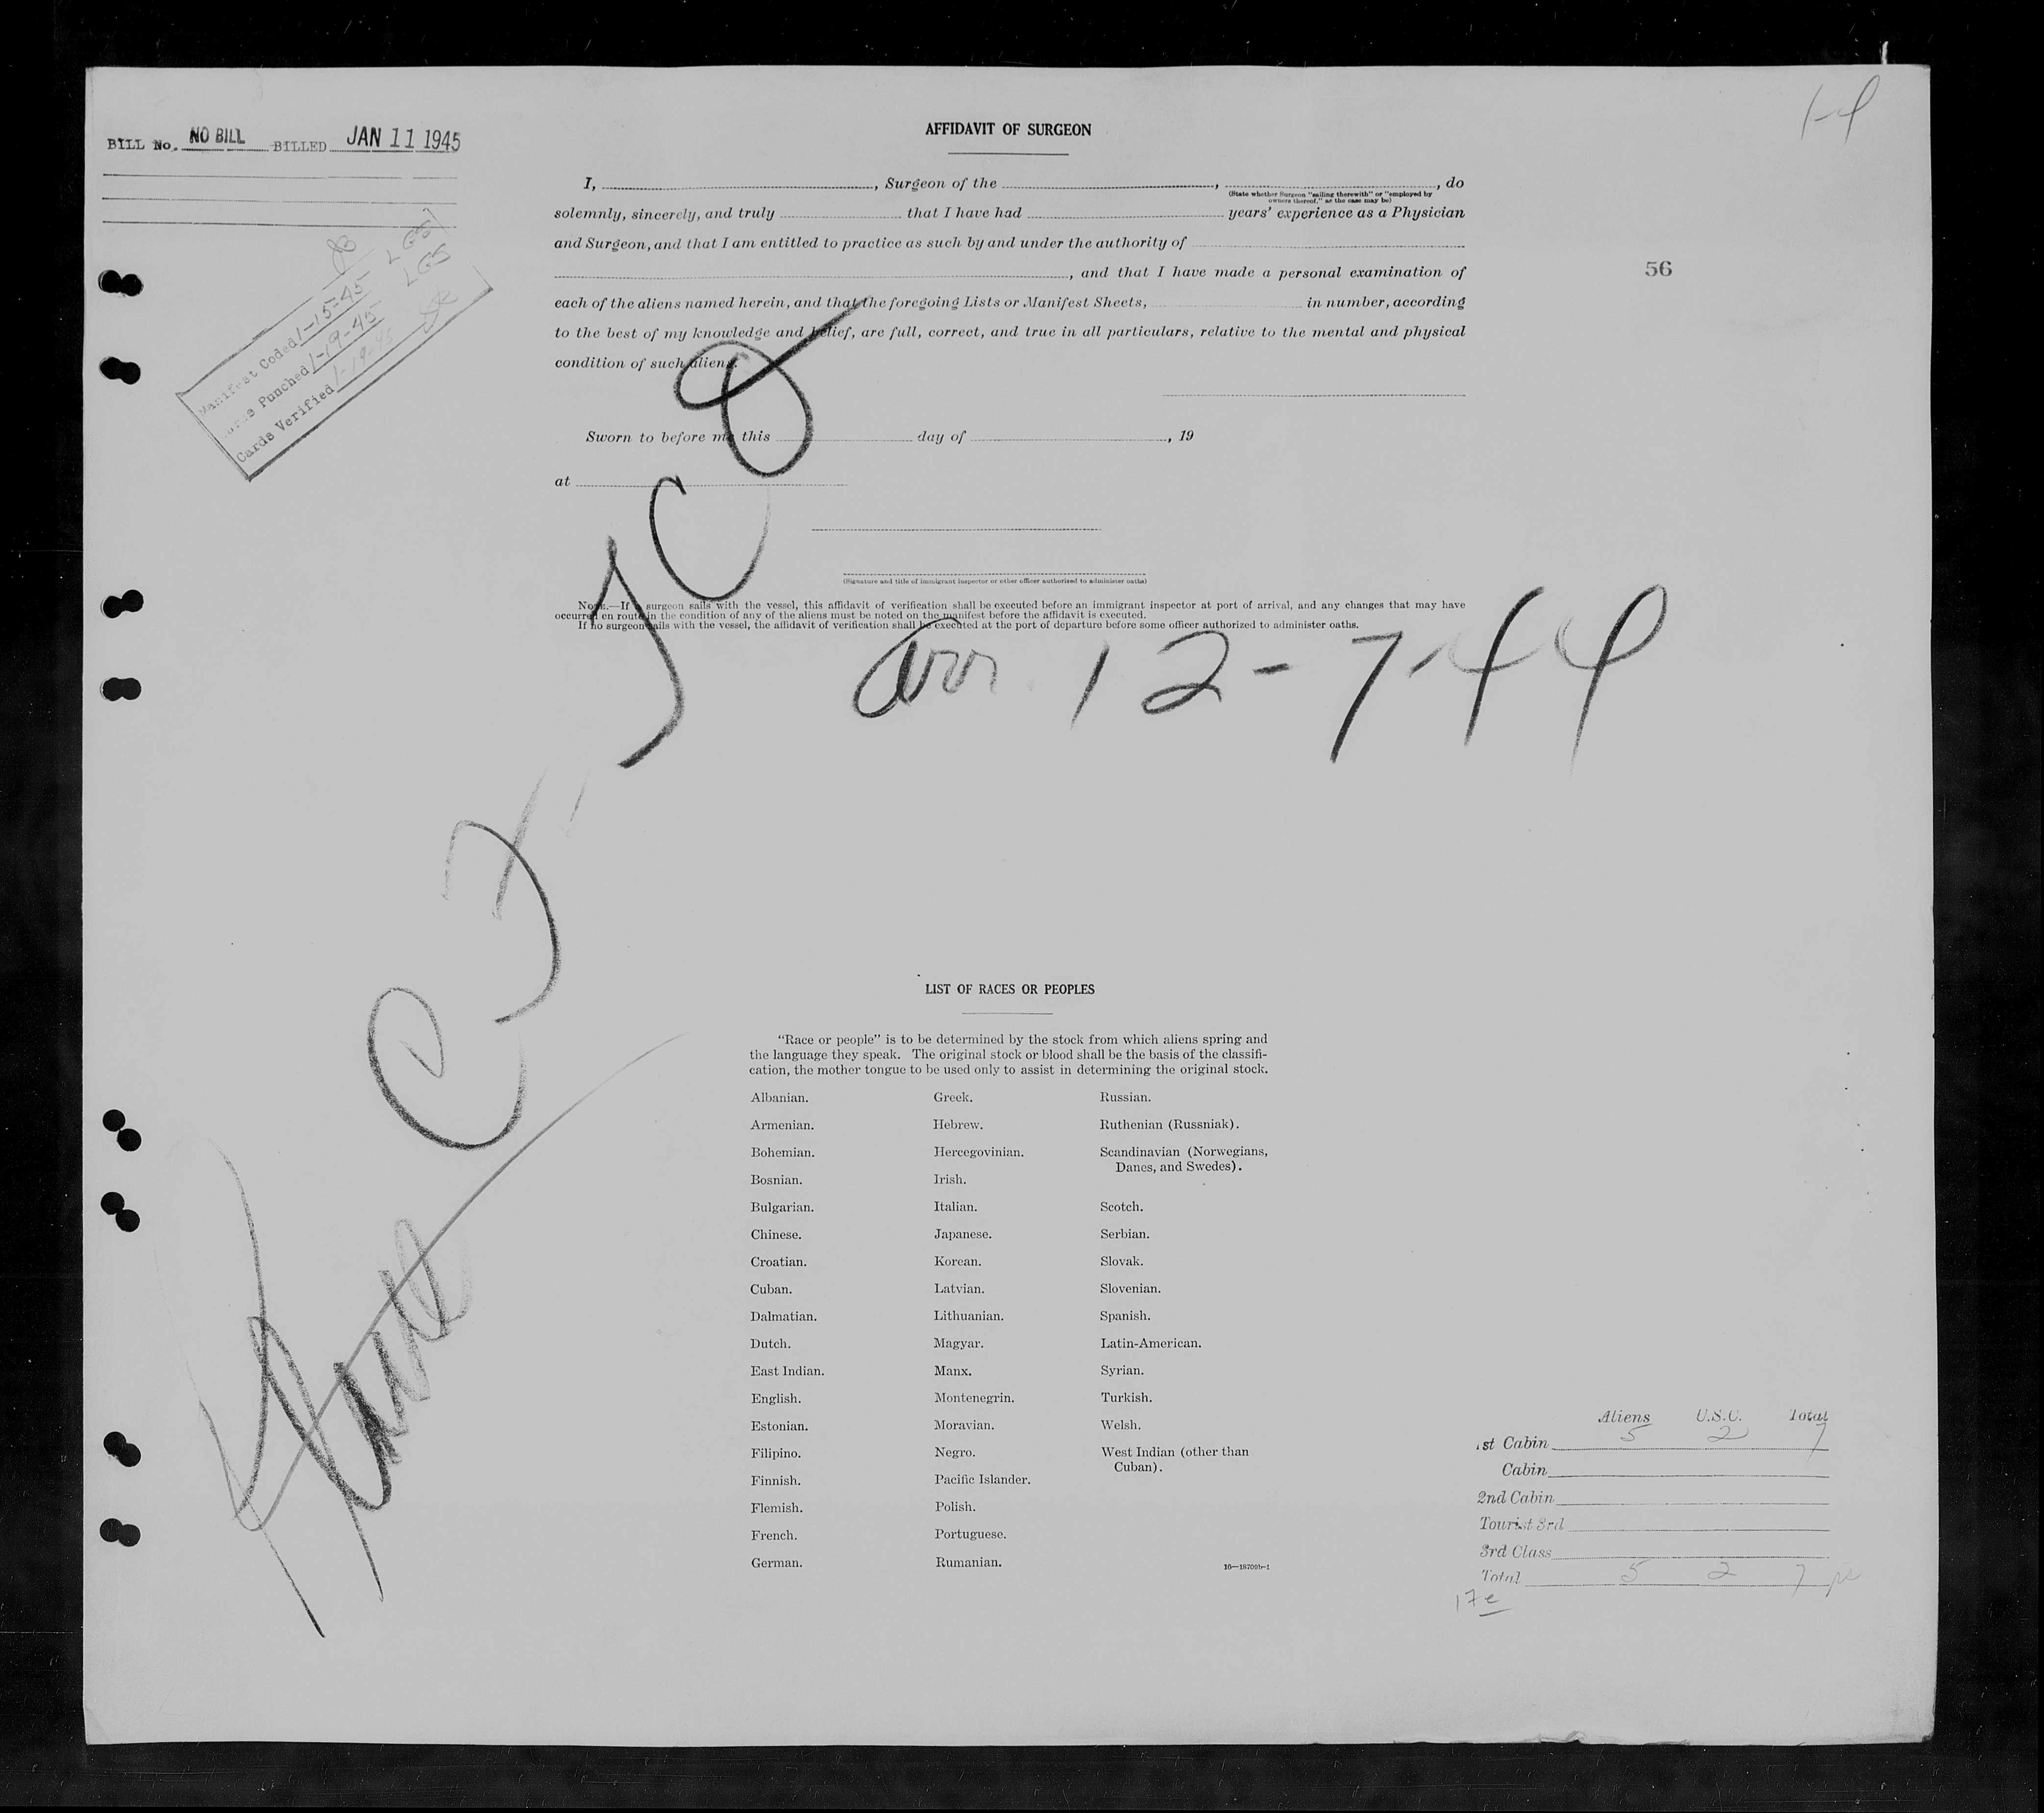 1-4
BILL No. NO BILL BILLED JAN 11 1945
AFFIDAVIT OF SURGEON
I, , Surgeon of the , , do
(State whether Surgeon "sailing therewith" or "employed by
owners thereof," as the case may be)
solemnly, sincerely, and truly that I have had years' experience as a Physician
and Surgeon, and that I am entitled to practice as such by and under the authority of
, and that I have made a personal examination of
56
each of the aliens named herein, and that the foregoing Lists or Manifest Sheets, in number, according
to the best of my knowledge and belief, are full, correct, and true in all particulars, relative to the mental and physical
condition of such aliens.
LGS
LGS
Manifest Coded 1-15-45
Punched 1-19-45
Cards Verified 1-19-45
Sworn to before me this day of , 19
at
(Signature and title of immigrant inspector or other officer authorized to administer oaths)
Note.—If a surgeon sails with the vessel, this affidavit of verification shall be executed before an immigrant inspector at port of arrival, and any changes that may have
occurred en route in the condition of any of the aliens must be noted on the manifest before the affidavit is executed.
If no surgeon sails with the vessel, the affidavit of verification shall be executed at the port of departure before some officer authorized to administer oaths.
arr 12-7-44
LIST OF RACES OR PEOPLES
"Race or people" is to be determined by the stock from which aliens spring and
the language they speak. The original stock or blood shall be the basis of the classifi-
cation, the mother tongue to be used only to assist in determining the original stock.
Albanian. Greek. Russian.
Armenian. Hebrew. Ruthenian (Russniak).
Bohemian. Hercegovinian. Scandinavian (Norwegians,
Danes, and Swedes).
Bosnian. Irish.
Bulgarian. Italian. Scotch.
Chinese. Japanese. Serbian.
Croatian. Korean. Slovak.
Cuban. Latvian. Slovenian.
Dalmatian. Lithuanian. Spanish.
Dutch. Magyar. Latin-American.
East Indian. Manx. Syrian.
English. Montenegrin. Turkish.
Estonian. Moravian. Welsh.
Filipino. Negro. West Indian (other than
Cuban).
Finnish. Pacific Islander.
Flemish. Polish.
French. Portuguese.
German. Rumanian.
16—18700b-1
Aliens U.S.C. Total
1st Cabin 5 2 7
Cabin
2nd Cabin
Tourist 3rd
3rd Class
Total 5 2 7
17e